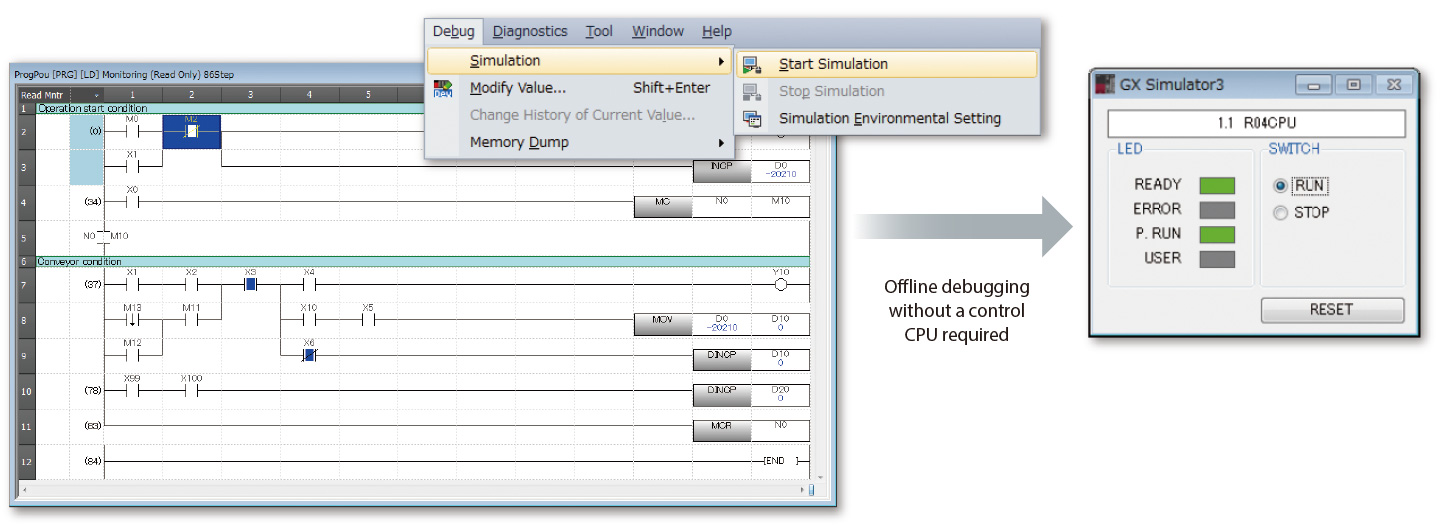 Debug Diagnostics Tool Window Help
Simulation
Modify Value... Shift+Enter
Change History of Current Value...
Memory Dump
Start Simulation
Stop Simulation
Simulation Environmental Setting
ProgPou [PRG] [LD] Monitoring (Read Only) 86Step
Read Mntr 1 2 3 4 5
1 Operation start condition
M0 M2
2 (0)
X1
3 INCP D0
-20210
X0
4 (34) MC N0 M10
5 N0 M10
6 Conveyor condition
X1 X2 X3 X4 Y10
7 (37)
M13 M11 X10 X5
8 MOV D0 D10
-20210 0
M12 X6
9 DINCP D10
0
X99 X100
10 (78) DINCP D20
0
11 (83) MCR N0
12 (84) [END ]
Offline debugging
without a control
CPU required
GX Simulator3
1.1 R04CPU
LED SWITCH
READY RUN
ERROR STOP
P. RUN
USER
RESET